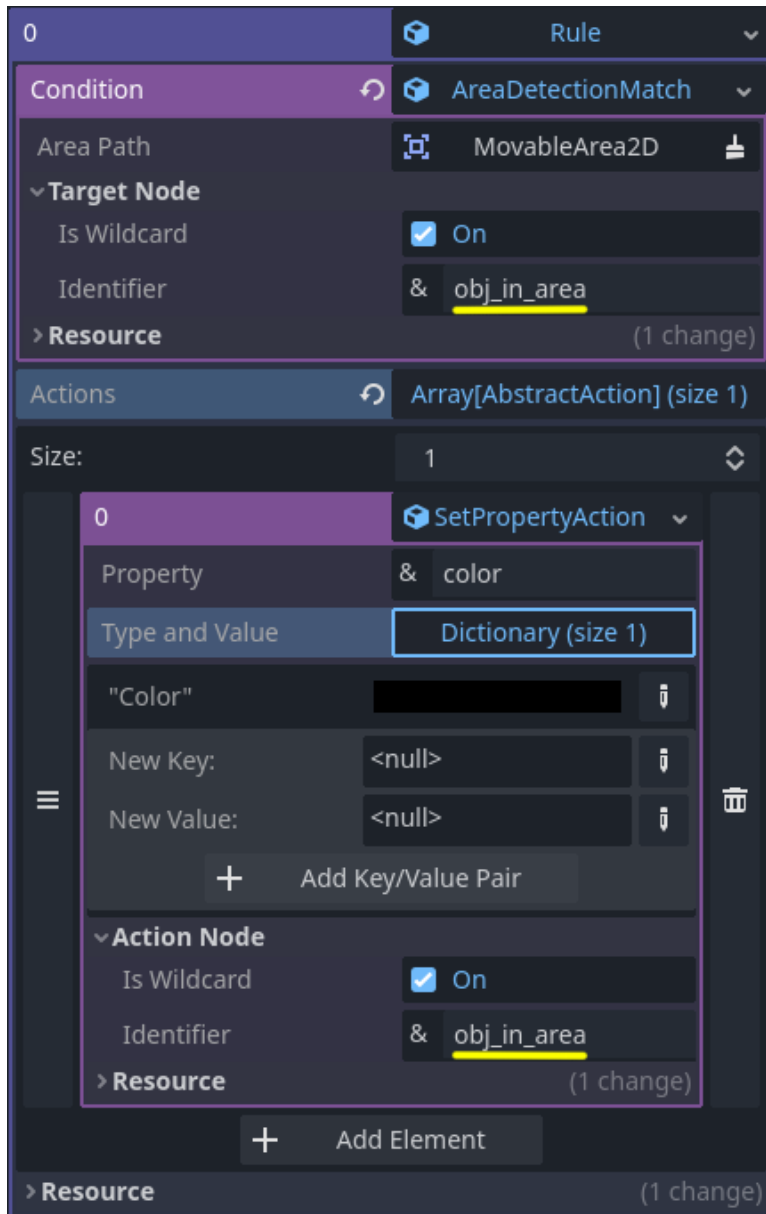 0 Rule
Condition AreaDetectionMatch
Area Path MovableArea2D
Target Node
Is Wildcard On
Identifier & obj_in_area
Resource (1 change)
Actions Array[AbstractAction] (size 1)
Size: 1
0 SetPropertyAction
Property & color
Type and Value Dictionary (size 1)
"Color"
New Key: <null>
New Value: <null>
+ Add Key/Value Pair
Action Node
Is Wildcard On
Identifier & obj_in_area
Resource (1 change)
+ Add Element
Resource (1 change)